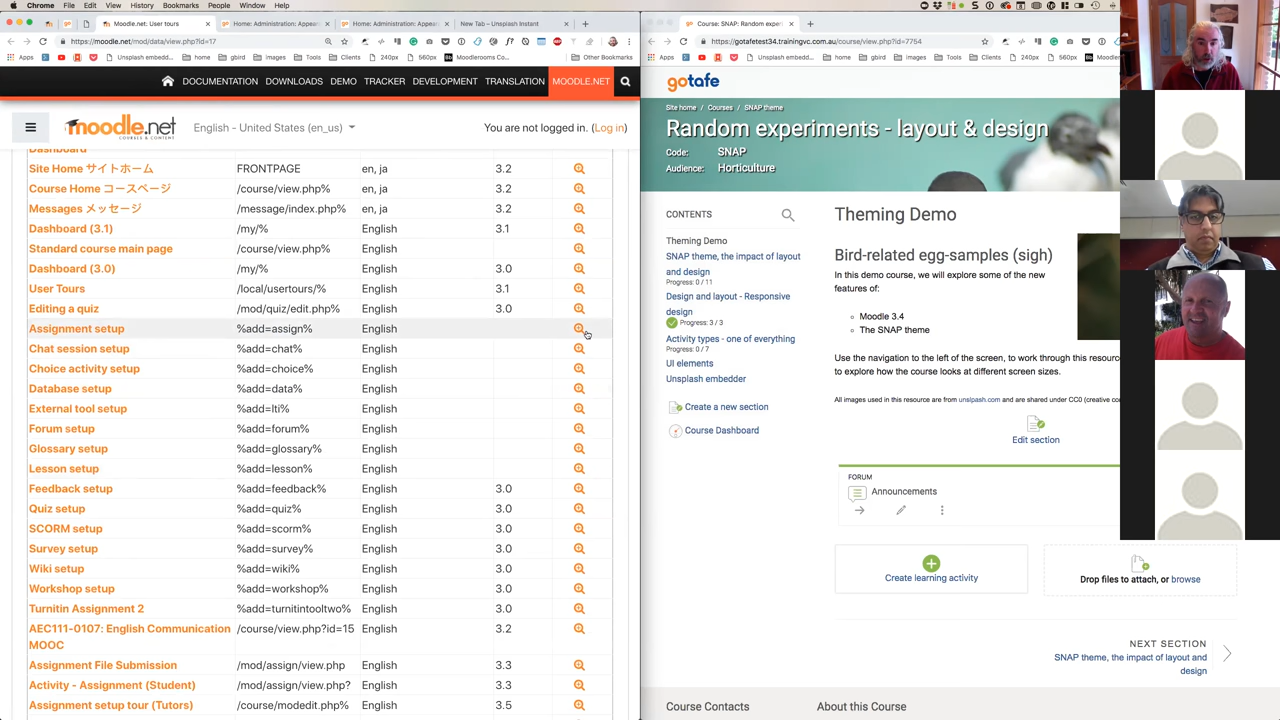 Chrome File Edit View History Bookmarks People Window
Moodle.net: User tours
Home: Administration: Appea
Home: Administration: Appea
New Tab – Unsplash Instant
https://moodle.net/mod/data/view.php?id=17
Apps
Unsplash embed…
home
gbird
images
Tools
Clients
240px
560px
Moodlerooms Co…
Other Bookmarks
DOCUMENTATION DOWNLOADS DEMO TRACKER DEVELOPMENT TRANSLATION MOODLE.NET
moodle.net
COURSES & CONTENT
English - United States (en_us)
You are not logged in. (Log in)
Dashboard
Site Home サイトホーム FRONTPAGE en, ja 3.2
Course Home コースページ /course/view.php% en, ja 3.2
Messages メッセージ /message/index.php% en, ja 3.2
Dashboard (3.1) /my/% English 3.1
Standard course main page /course/view.php% English
Dashboard (3.0) /my/% English 3.0
User Tours /local/usertours/% English 3.1
Editing a quiz /mod/quiz/edit.php% English 3.0
Assignment setup %add=assign% English
Chat session setup %add=chat% English
Choice activity setup %add=choice% English
Database setup %add=data% English
External tool setup %add=lti% English
Forum setup %add=forum% English
Glossary setup %add=glossary% English
Lesson setup %add=lesson% English
Feedback setup %add=feedback% English 3.0
Quiz setup %add=quiz% English 3.0
SCORM setup %add=scorm% English 3.0
Survey setup %add=survey% English 3.0
Wiki setup %add=wiki% English 3.0
Workshop setup %add=workshop% English 3.0
Turnitin Assignment 2 %add=turnitintooltwo% English 3.0
AEC111-0107: English Communication /course/view.php?id=15 English 3.2
MOOC
Assignment File Submission /mod/assign/view.php English 3.3
Activity - Assignment (Student) /mod/assign/view.php? English 3.3
Assignment setup tour (Tutors) /course/modedit.php% English 3.5
Course: SNAP: Random exper
https://gotafetest34.trainingvc.com.au/course/view.php?id=7754
Apps
Unsplash embed…
home
gbird
images
Tools
Clients
240px
560px
Moodler
gotafe
Site home / Courses / SNAP theme
Random experiments - layout & design
Code: SNAP
Audience: Horticulture
CONTENTS
Theming Demo
SNAP theme, the impact of layout
and design
Progress: 0 / 11
Design and layout - Responsive
design
Progress: 3 / 3
Activity types - one of everything
Progress: 0 / 7
UI elements
Unsplash embedder
Create a new section
Course Dashboard
Theming Demo
Bird-related egg-samples (sigh)
In this demo course, we will explore some of the new
features of:
Moodle 3.4
The SNAP theme
Use the navigation to the left of the screen, to work through this resourc
to explore how the course looks at different screen sizes.
All images used in this resource are from unslpash.com and are shared under CC0 (creative co
Edit section
FORUM
Announcements
Create learning activity
Drop files to attach, or browse
NEXT SECTION
SNAP theme, the impact of layout and
design
Course Contacts
About this Course